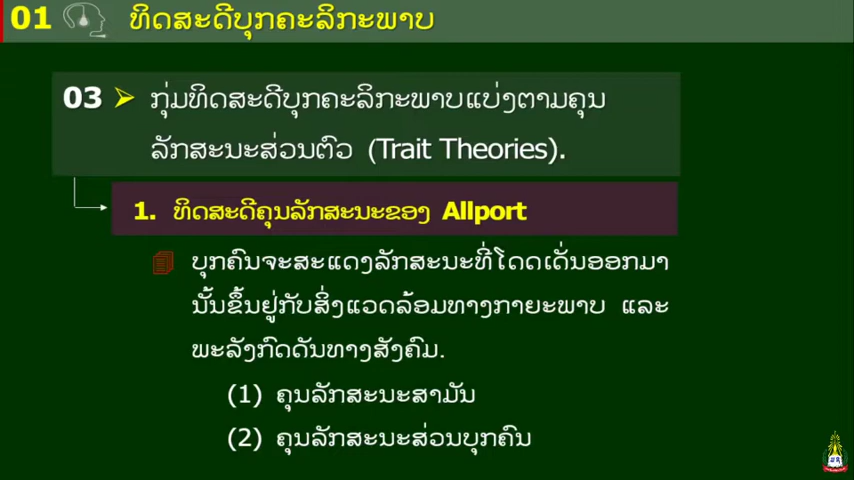 01 ທິດສະດີບຸກຄະລິກະພາບ
03 ກຸ່ມທິດສະດີບຸກຄະລິກະພາບແບ່ງຕາມຄຸນ
ລັກສະນະສ່ວນຕົວ (Trait Theories).
1. ທິດສະດີຄຸນລັກສະນະຂອງ Allport
ບຸກຄົນຈະສະແດງລັກສະນະທີ່ໂດດເດັ່ນອອກມາ
ນັ້ນຂຶ້ນຢູ່ກັບສິ່ງແວດລ້ອມທາງກາຍະພາບ ແລະ
ພະລັງກົດດັນທາງສັງຄົມ.
(1) ຄຸນລັກສະນະສາມັນ
(2) ຄຸນລັກສະນະສ່ວນບຸກຄົນ